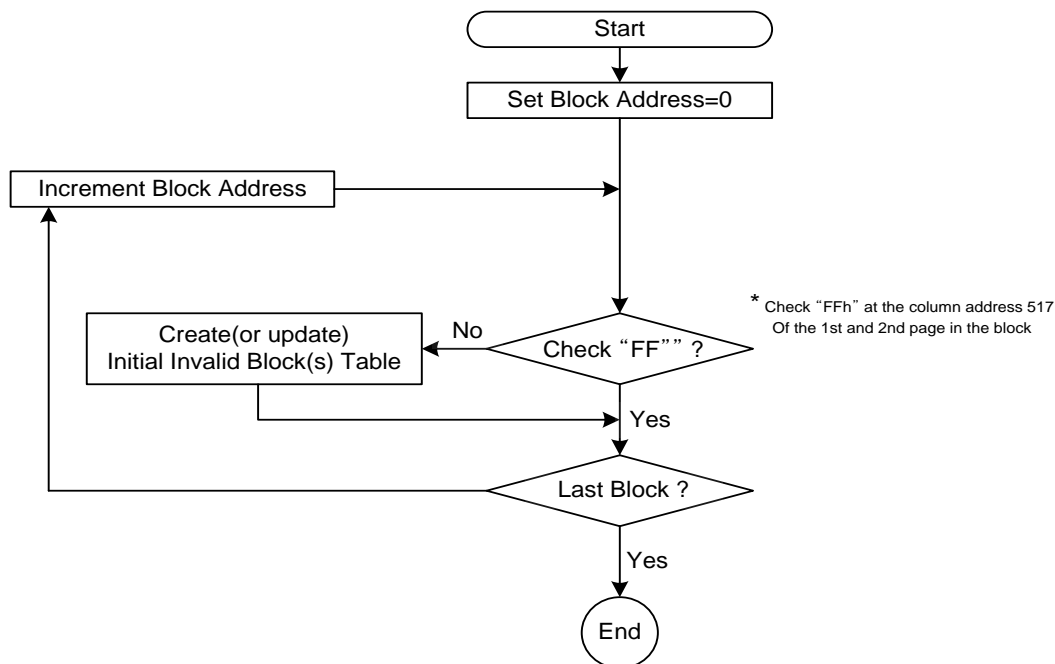 Start
Set Block Address=0
Increment Block Address
* Check “FFh” at the column address 517
Of the 1st and 2nd page in the block
Create(or update)
Initial Invalid Block(s) Table
No
Check “FF”” ?
Yes
Last Block ?
Yes
End